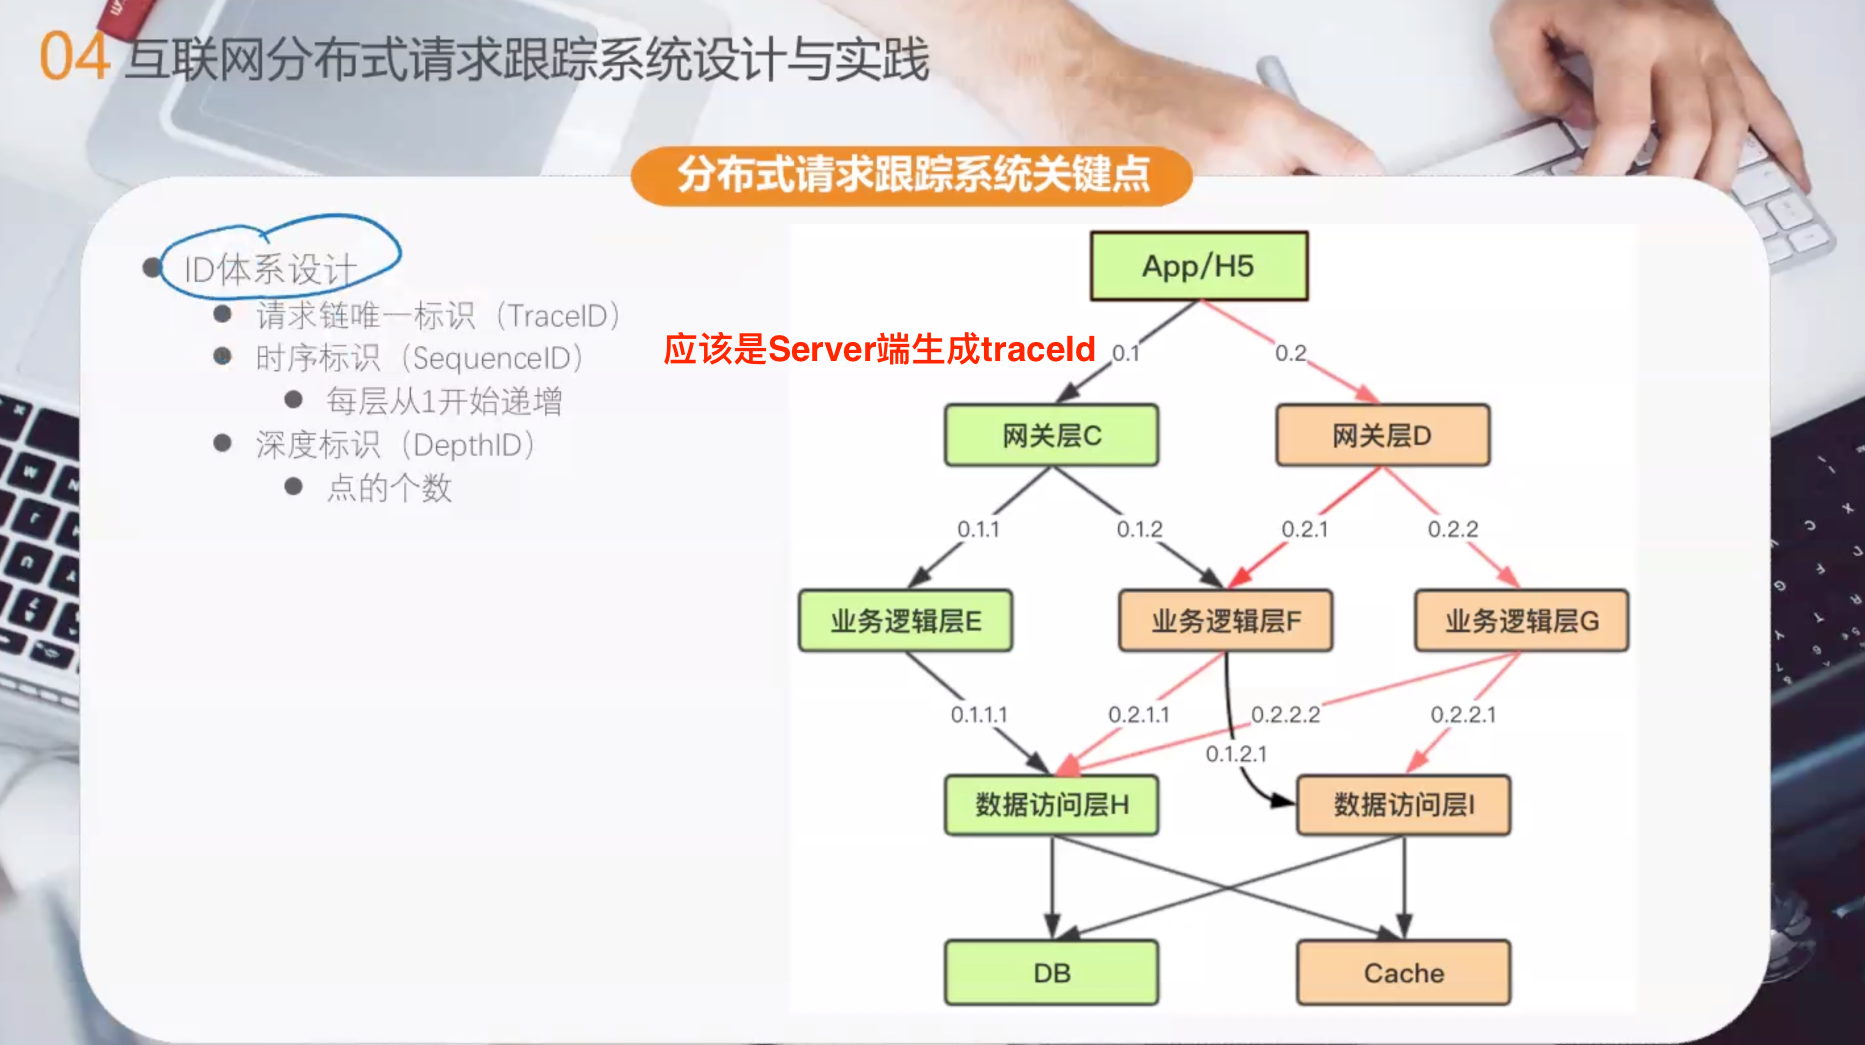 04 互联网分布式请求跟踪系统设计与实践
分布式请求跟踪系统关键点
ID体系设计
请求链唯一标识（TraceID）
时序标识（SequenceID）
每层从1开始递增
深度标识（DepthID）
点的个数
应该是Server端生成traceId
App/H5
0.1
0.2
网关层C
网关层D
0.1.1
0.1.2
0.2.1
0.2.2
业务逻辑层E
业务逻辑层F
业务逻辑层G
0.1.1.1
0.2.1.1
0.2.2.2
0.2.2.1
0.1.2.1
数据访问层H
数据访问层I
DB
Cache